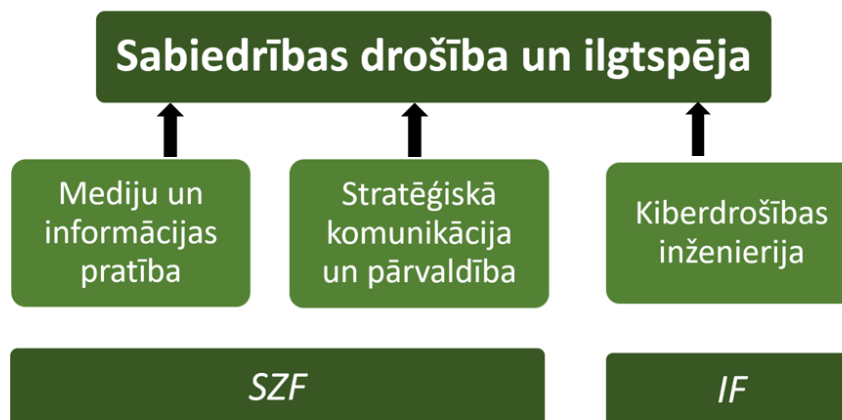 Sabiedrības drošība un ilgtspēja
Mediju un
informācijas
pratība
Stratēģiskā
komunikācija
un pārvaldība
Kiberdrošības
inženierija
SZF
IF